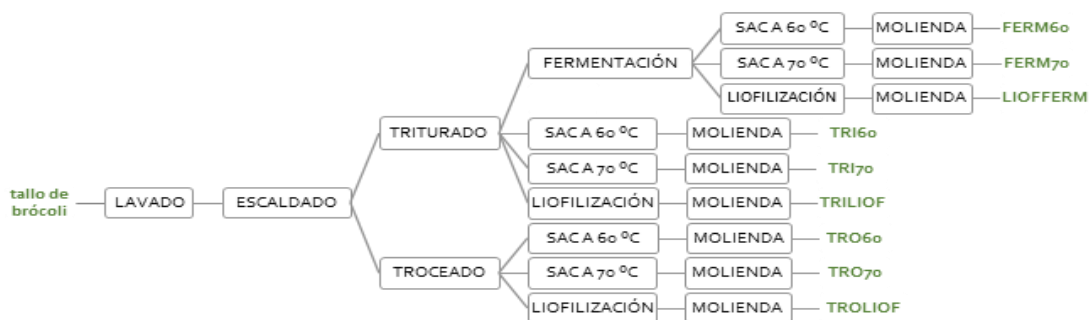 SAC A 60 ºC MOLIENDA FERM60
FERMENTACIÓN SAC A 70 ºC MOLIENDA FERM70
LIOFILIZACIÓN MOLIENDA LIOFFERM
TRITURADO SAC A 60 ºC MOLIENDA TRI60
SAC A 70 ºC MOLIENDA TRI70
tallo de
brócoli LAVADO ESCALDADO LIOFILIZACIÓN MOLIENDA TRILIOF
SAC A 60 ºC MOLIENDA TRO60
TROCEADO SAC A 70 ºC MOLIENDA TRO70
LIOFILIZACIÓN MOLIENDA TROLIOF